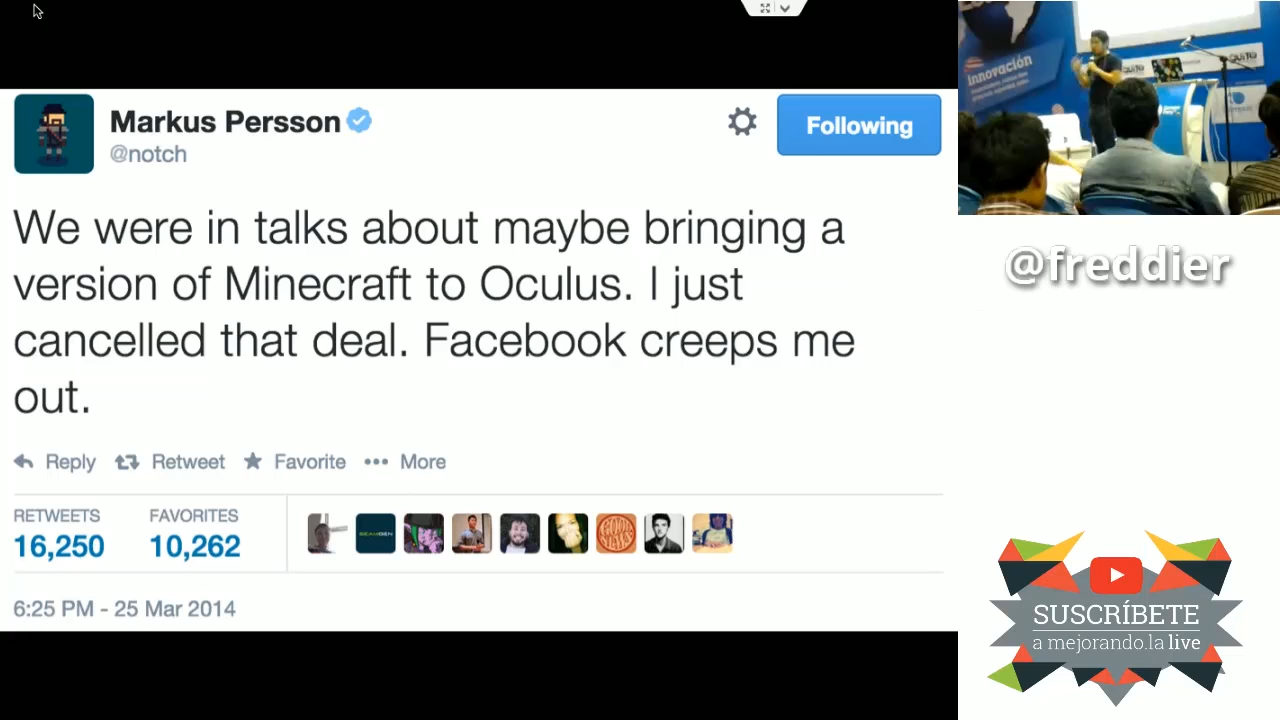 Markus Persson
@notch
Following
We were in talks about maybe bringing a
version of Minecraft to Oculus. I just
cancelled that deal. Facebook creeps me
out.
Reply Retweet Favorite More
RETWEETS FAVORITES
16,250 10,262
6:25 PM - 25 Mar 2014
innovación
QUITO
@freddier
SUSCRÍBETE
a mejorando.la live